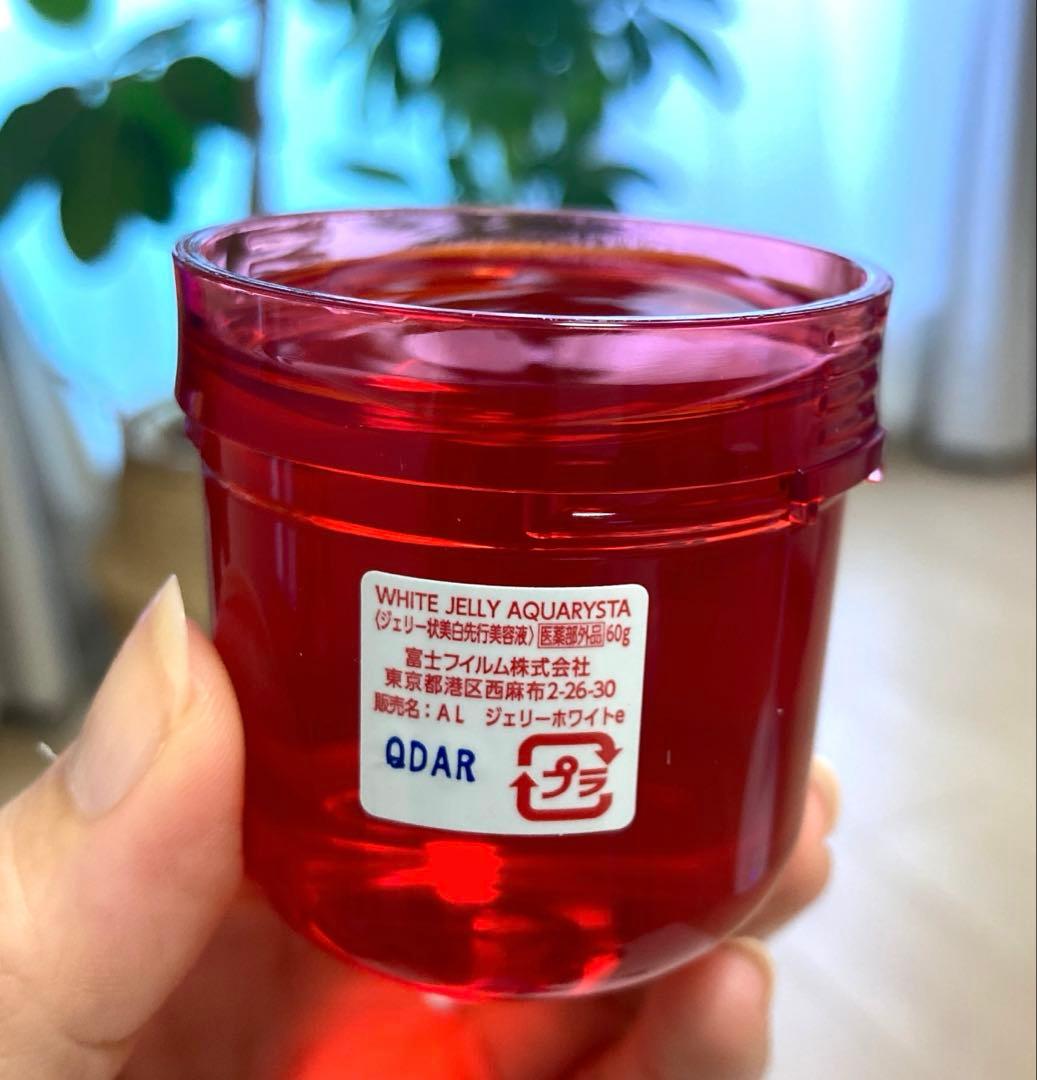 WHITE JELLY AQUARYSTA
〈ジェリー状美白先行美容液〉医薬部外品60g
富士フイルム株式会社
東京都港区西麻布2-26-30
販売名：AL ジェリーホワイトe
QDAR
プラ